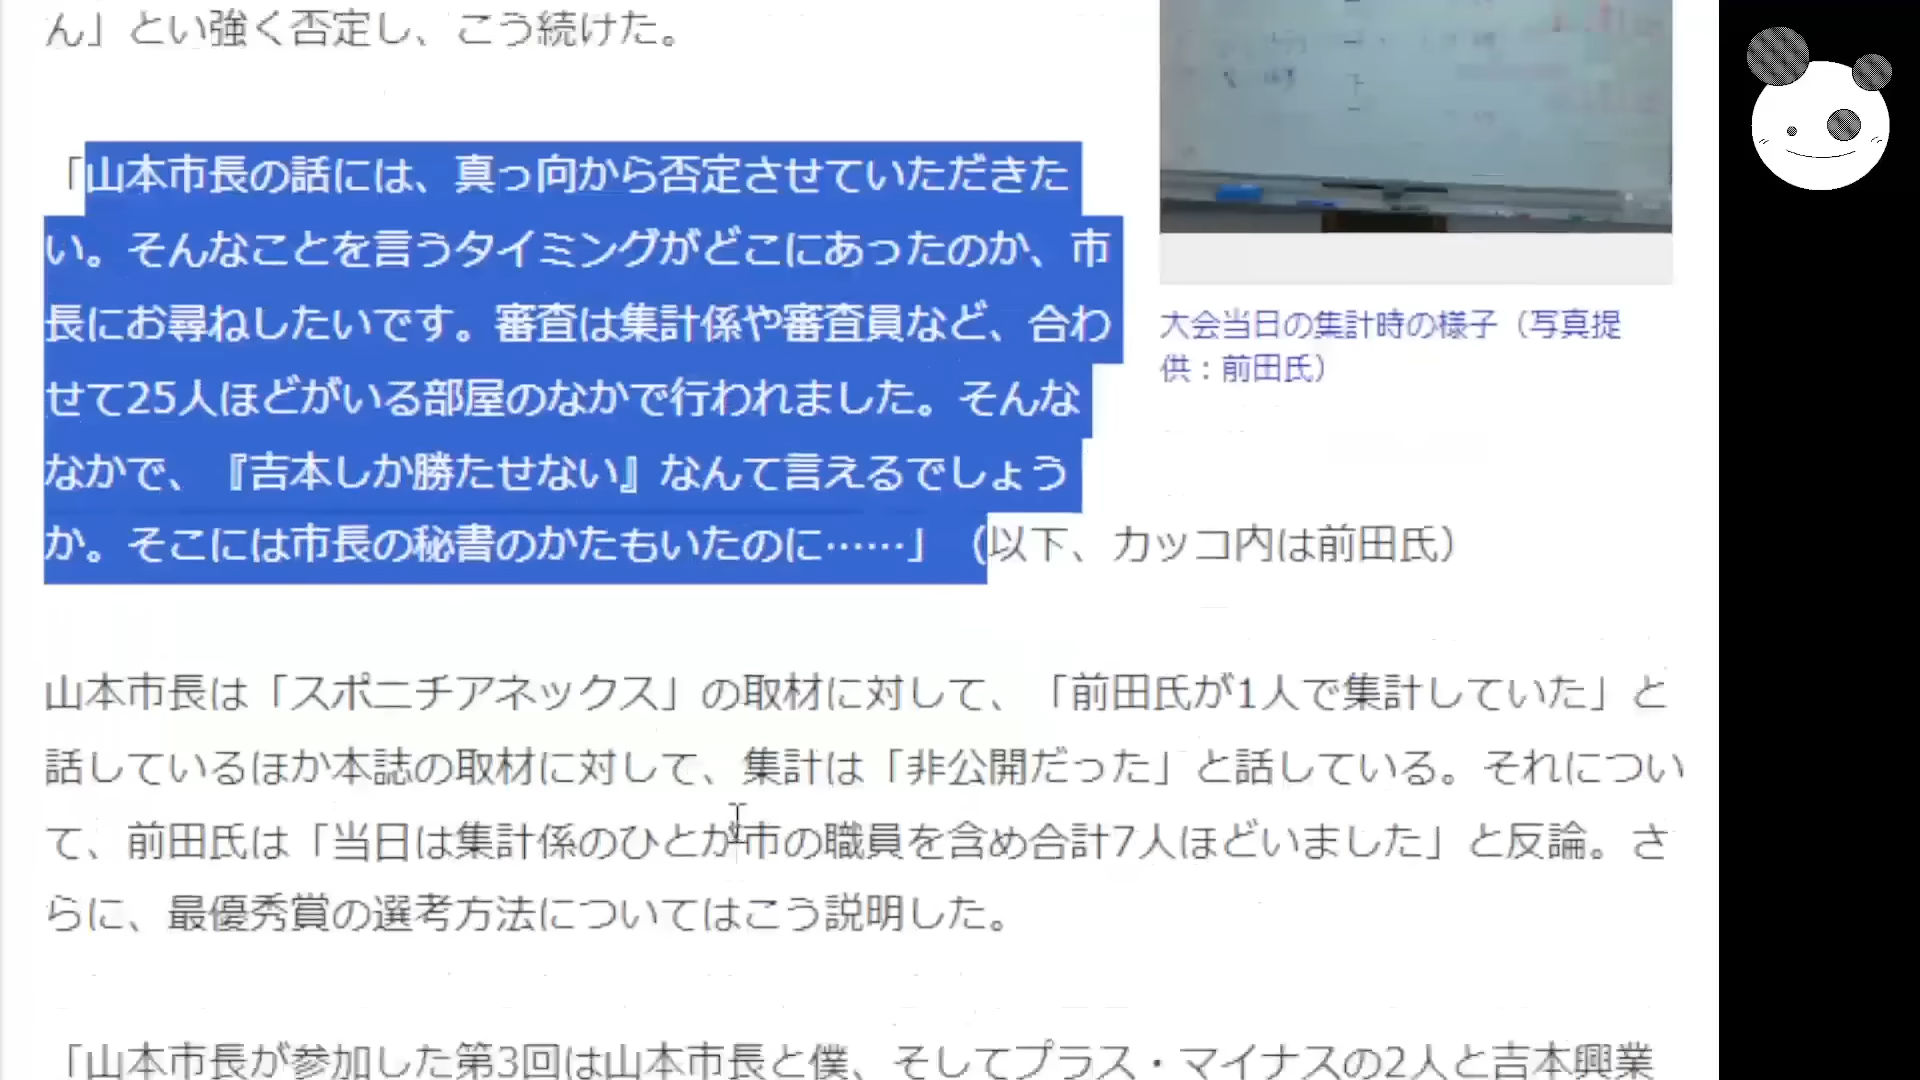 ん」とい強く否定し、こう続けた。
「山本市長の話には、真っ向から否定させていただきた
い。そんなことを言うタイミングがどこにあったのか、市
長にお尋ねしたいです。審査は集計係や審査員など、合わ
せて25人ほどがいる部屋のなかで行われました。そんな
なかで、『吉本しか勝たせない』なんて言えるでしょう
か。そこには市長の秘書のかたもいたのに……」（以下、カッコ内は前田氏）
大会当日の集計時の様子（写真提
供：前田氏）
山本市長は「スポニチアネックス」の取材に対して、「前田氏が1人で集計していた」と
話しているほか本誌の取材に対して、集計は「非公開だった」と話している。それについ
て、前田氏は「当日は集計係のひとが市の職員を含め合計7人ほどいました」と反論。さ
らに、最優秀賞の選考方法についてはこう説明した。
「山本市長が参加した第3回は山本市長と僕、そしてプラス・マイナスの2人と吉本興業